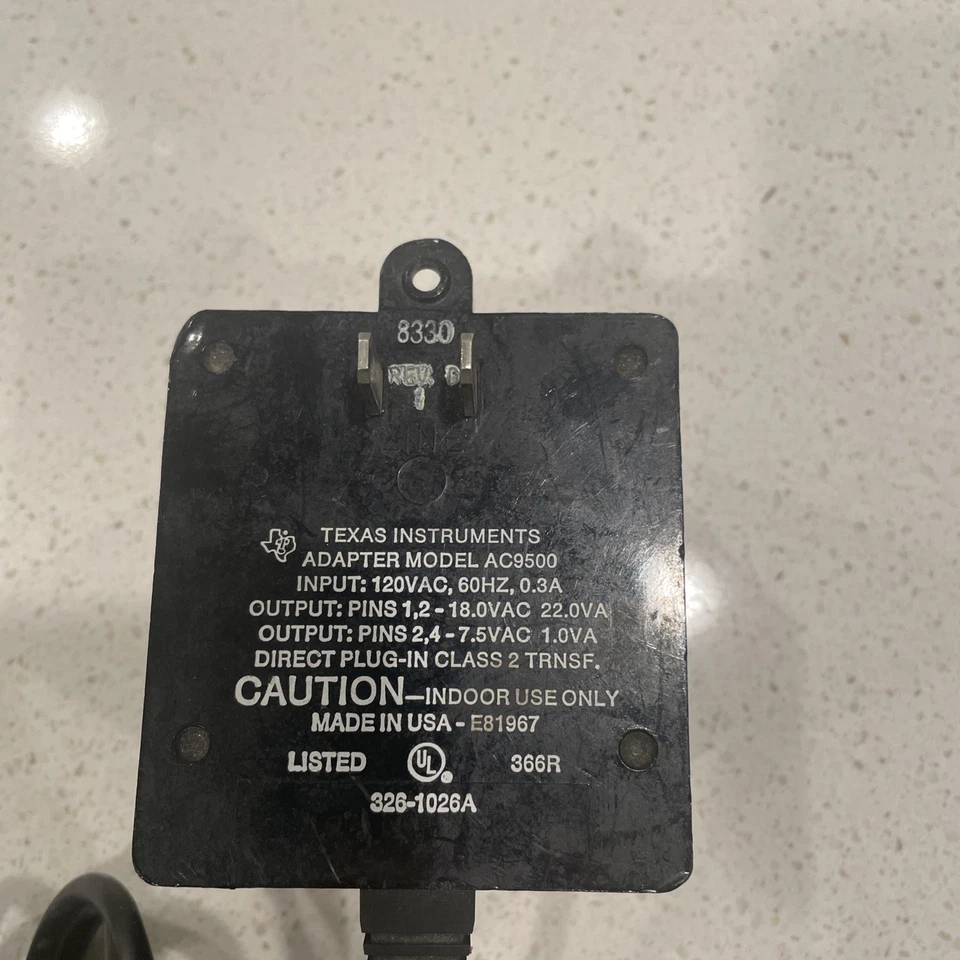 8330
REV. D
1
TEXAS INSTRUMENTS
ADAPTER MODEL AC9500
INPUT: 120VAC, 60HZ, 0.3A
OUTPUT: PINS 1,2 - 18.0VAC 22.0VA
OUTPUT: PINS 2,4 - 7.5VAC 1.0VA
DIRECT PLUG-IN CLASS 2 TRNSF.
CAUTION—INDOOR USE ONLY
MADE IN USA - E81967
LISTED UL 366R
326-1026A